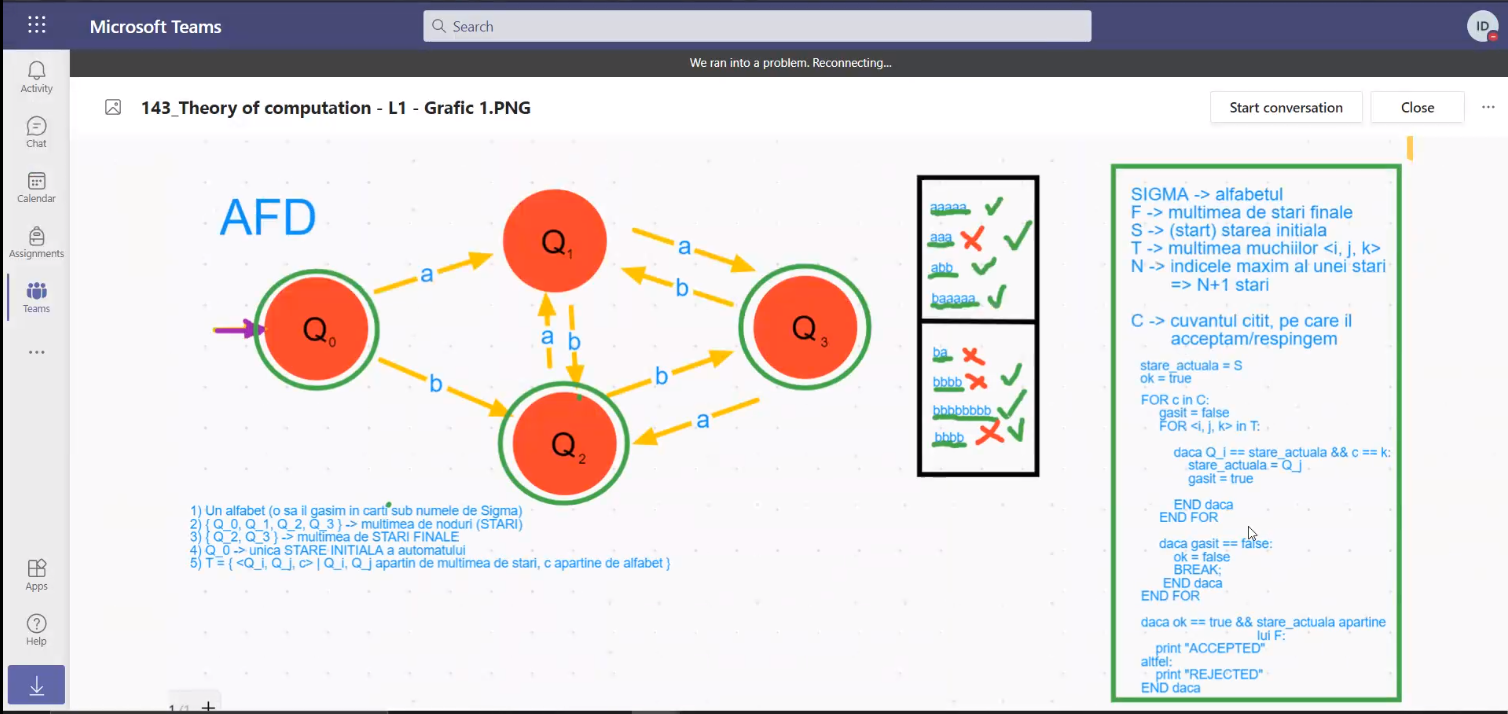 Microsoft Teams
Search
ID
We ran into a problem. Reconnecting...
Activity
Chat
Calendar
Assignments
Teams
...
Apps
Help
143_Theory of computation - L1 - Grafic 1.PNG
Start conversation
Close
...
AFD
Q0
Q1
Q2
Q3
a
b
a
b
a
b
b
a
aaaaa
aaa
abb
baaaaa
ba
bbbb
bbbbbbbb
bbbb
1) Un alfabet (o sa il gasim in carti sub numele de Sigma)
2) { Q_0, Q_1, Q_2, Q_3 } -> multimea de noduri (STARI)
3) { Q_2, Q_3 } -> multimea de STARI FINALE
4) Q_0 -> unica STARE INITIALA a automatului
5) T = { <Q_i, Q_j, c> | Q_i, Q_j apartin de multimea de stari, c apartine de alfabet }
SIGMA -> alfabetul
F -> multimea de stari finale
S -> (start) starea initiala
T -> multimea muchiilor <i, j, k>
N -> indicele maxim al unei stari
=> N+1 stari
C -> cuvantul citit, pe care il
acceptam/respingem
stare_actuala = S
ok = true
FOR c in C:
gasit = false
FOR <i, j, k> in T:
daca Q_i == stare_actuala && c == k:
stare_actuala = Q_j
gasit = true
END daca
END FOR
daca gasit == false:
ok = false
BREAK;
END daca
END FOR
daca ok == true && stare_actuala apartine
lui F:
print "ACCEPTED"
altfel:
print "REJECTED"
END daca
1 /1 +